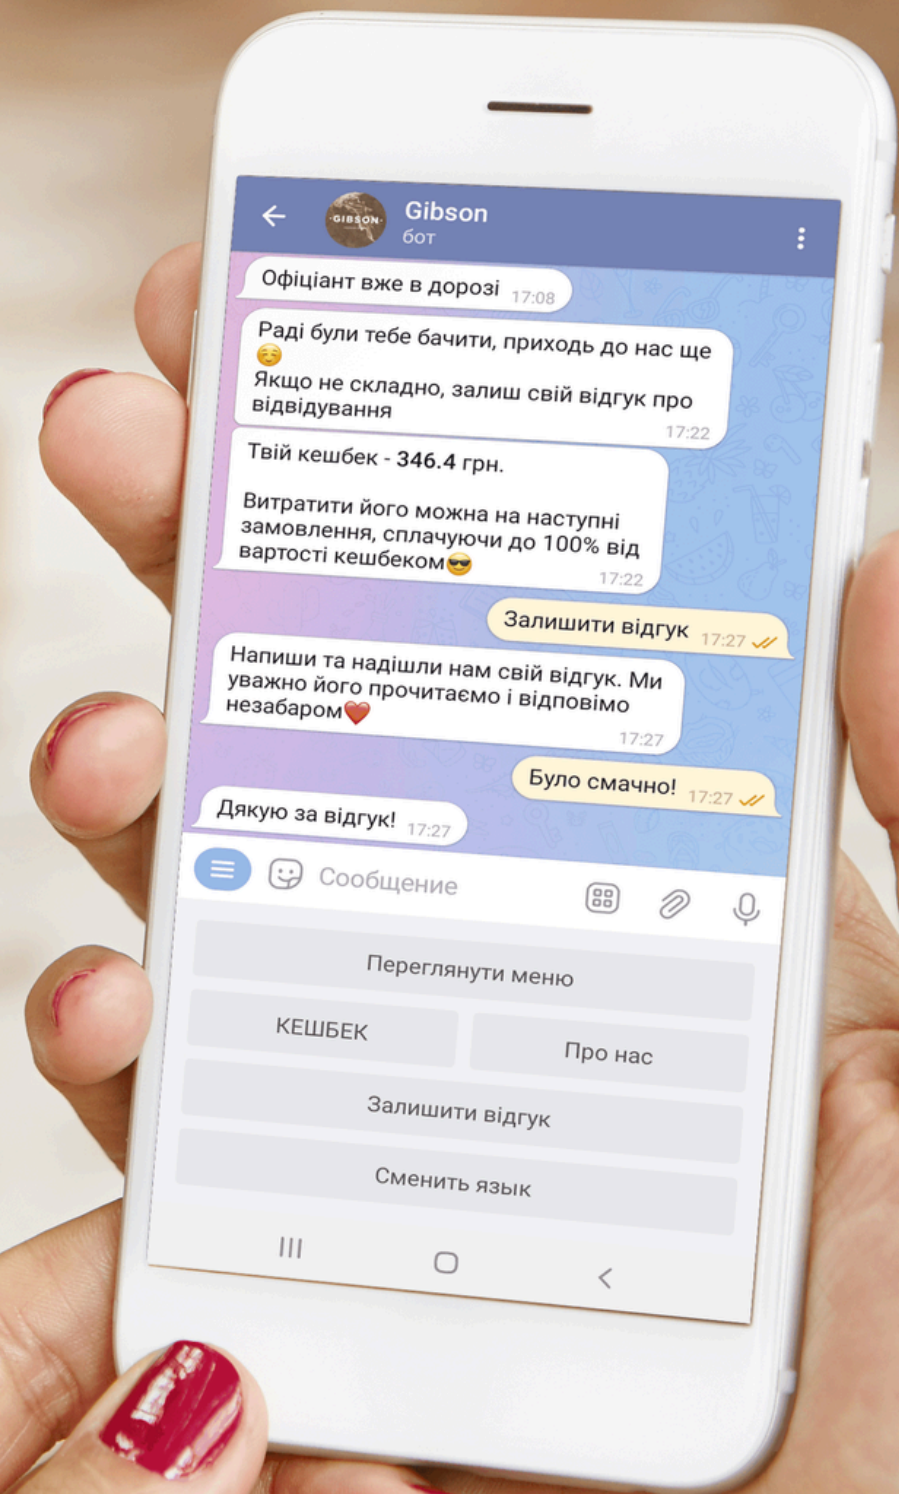 Gibson
GIBSON
бот
Офіціант вже в дорозі 17:08
Раді були тебе бачити, приходь до нас ще
☺️
Якщо не складно, залиш свій відгук про
відвідування
17:22
Твій кешбек - 346.4 грн.
Витратити його можна на наступні
замовлення, сплачуючи до 100% від
вартості кешбеком😎
17:22
Залишити відгук 17:27
Напиши та надішли нам свій відгук. Ми
уважно його прочитаємо і відповімо
незабаром❤️
17:27
Було смачно! 17:27
Дякую за відгук! 17:27
Сообщение
Переглянути меню
КЕШБЕК
Про нас
Залишити відгук
Сменить язык